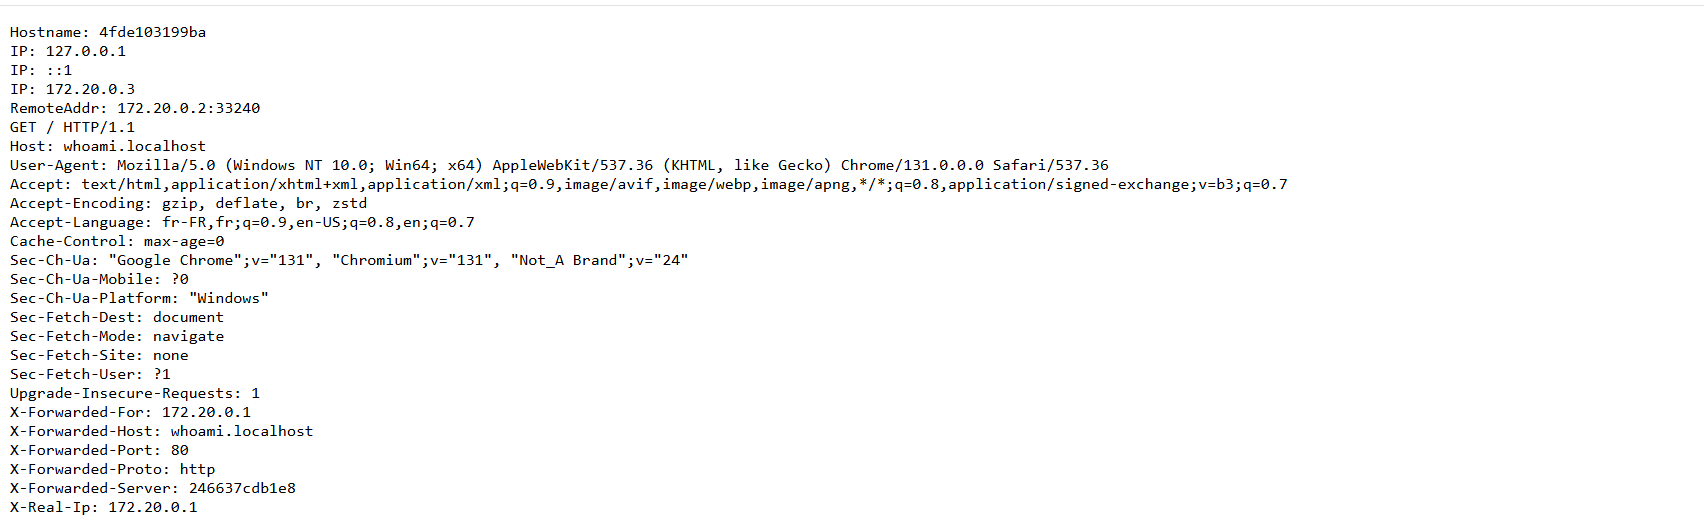 Hostname: 4fde103199ba
IP: 127.0.0.1
IP: ::1
IP: 172.20.0.3
RemoteAddr: 172.20.0.2:33240
GET / HTTP/1.1
Host: whoami.localhost
User-Agent: Mozilla/5.0 (Windows NT 10.0; Win64; x64) AppleWebKit/537.36 (KHTML, like Gecko) Chrome/131.0.0.0 Safari/537.36
Accept: text/html,application/xhtml+xml,application/xml;q=0.9,image/avif,image/webp,image/apng,*/*;q=0.8,application/signed-exchange;v=b3;q=0.7
Accept-Encoding: gzip, deflate, br, zstd
Accept-Language: fr-FR,fr;q=0.9,en-US;q=0.8,en;q=0.7
Cache-Control: max-age=0
Sec-Ch-Ua: "Google Chrome";v="131", "Chromium";v="131", "Not_A Brand";v="24"
Sec-Ch-Ua-Mobile: ?0
Sec-Ch-Ua-Platform: "Windows"
Sec-Fetch-Dest: document
Sec-Fetch-Mode: navigate
Sec-Fetch-Site: none
Sec-Fetch-User: ?1
Upgrade-Insecure-Requests: 1
X-Forwarded-For: 172.20.0.1
X-Forwarded-Host: whoami.localhost
X-Forwarded-Port: 80
X-Forwarded-Proto: http
X-Forwarded-Server: 246637cdb1e8
X-Real-Ip: 172.20.0.1